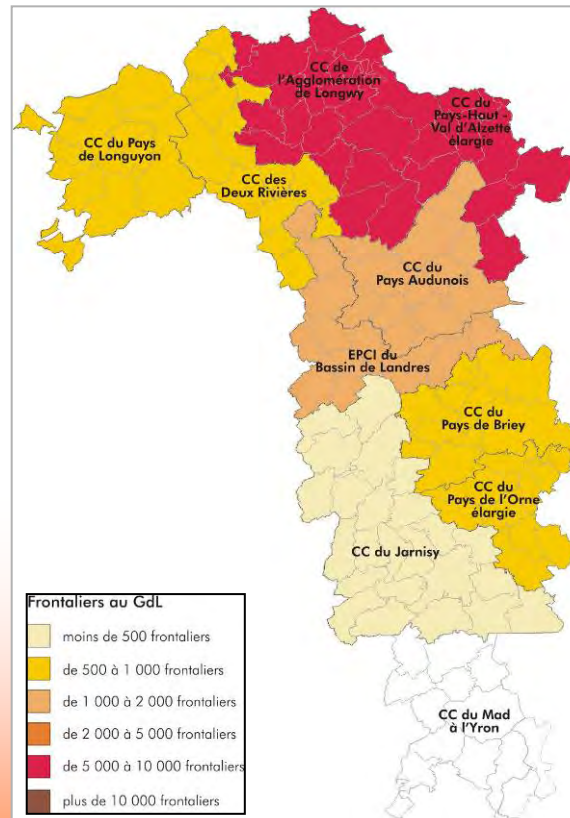 CC de
l'Agglomération
de Longwy
CC du
Pays-Haut -
Val d'Alzette
élargie
CC du Pays
de Longuyon
CC des
Deux Rivières
CC du
Pays Audunois
EPCI du
Bassin de Landres
CC du
Pays de Briey
CC du
Pays de l'Orne
élargie
CC du Jarnisy
CC du Mad
à l'Yron
Frontaliers au GdL
moins de 500 frontaliers
de 500 à 1 000 frontaliers
de 1 000 à 2 000 frontaliers
de 2 000 à 5 000 frontaliers
de 5 000 à 10 000 frontaliers
plus de 10 000 frontaliers